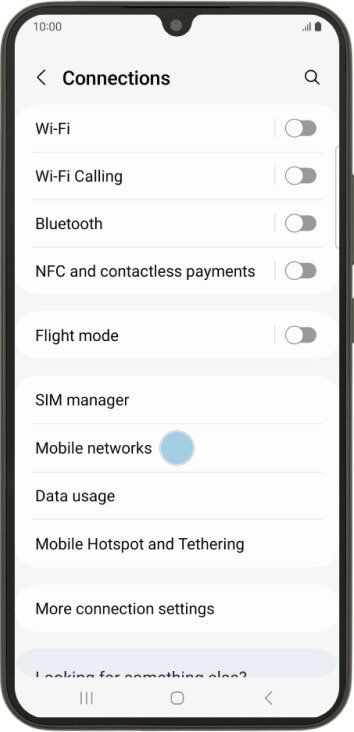 10:00
Connections
Wi-Fi
Wi-Fi Calling
Bluetooth
NFC and contactless payments
Flight mode
SIM manager
Mobile networks
Data usage
Mobile Hotspot and Tethering
More connection settings
Looking for something else?